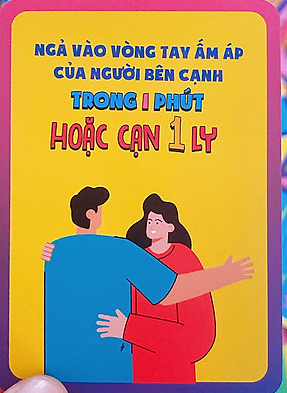 NGẢ VÀO VÒNG TAY ẤM ÁP
CỦA NGƯỜI BÊN CẠNH
TRONG 1 PHÚT
HOẶC CẠN 1 LY